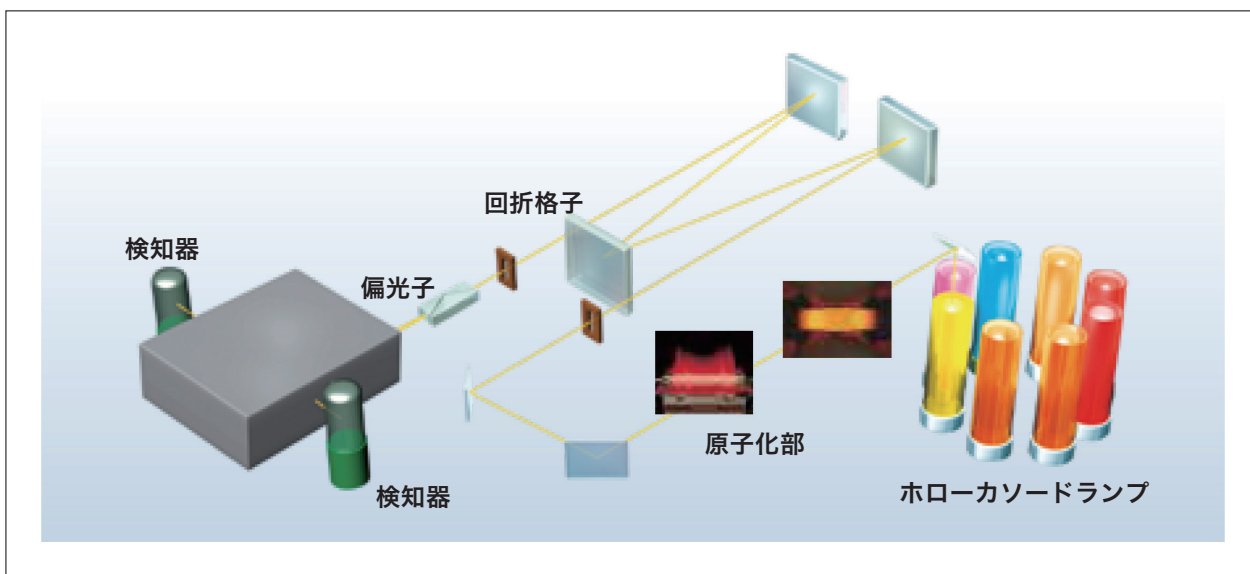 回折格子
検知器
偏光子
原子化部
検知器
ホローカソードランプ